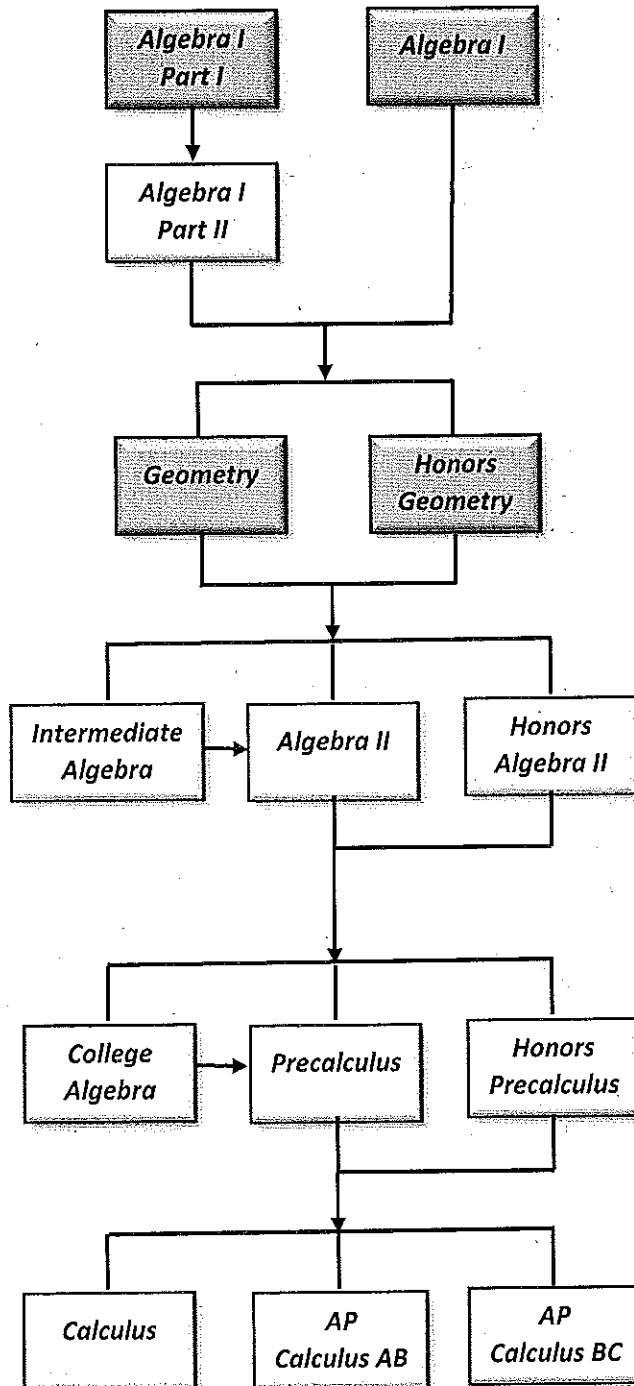 Algebra I
Part I
Algebra I
Algebra I
Part II
Geometry
Honors
Geometry
Intermediate
Algebra
Algebra II
Honors
Algebra II
College
Algebra
Precalculus
Honors
Precalculus
Calculus
AP
Calculus AB
AP
Calculus BC